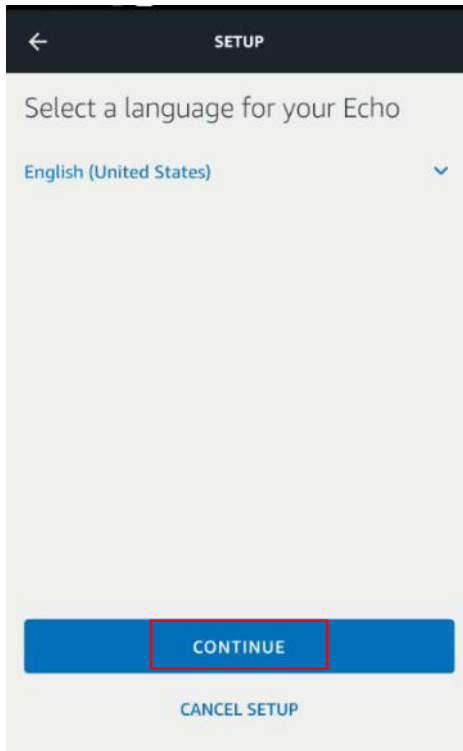 SETUP
Select a language for your Echo
English (United States)
CONTINUE
CANCEL SETUP